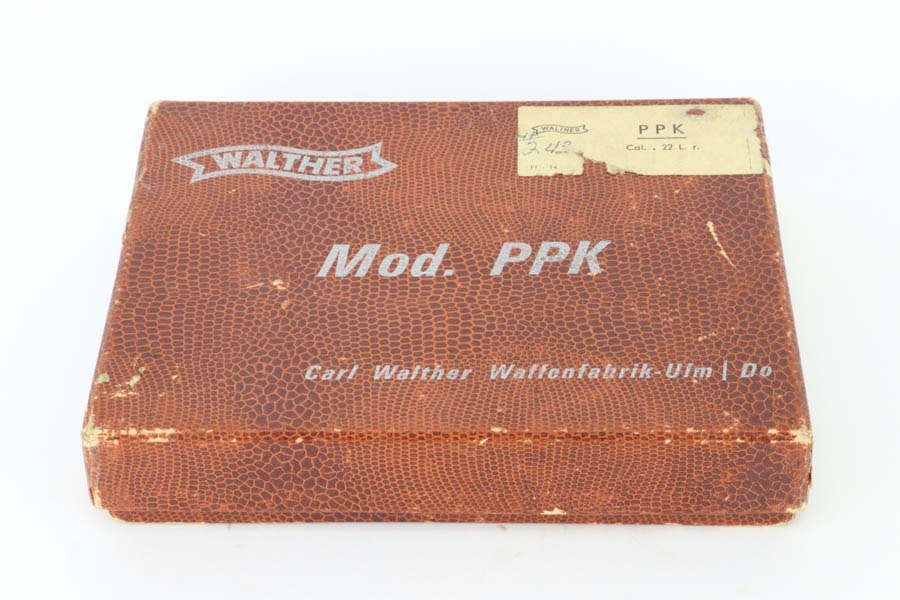 WALTHER
WALTHER
PPK
Cal. . 22 L. r.
242
Mod. PPK
Carl Walther Waffenfabrik-Ulm | Do